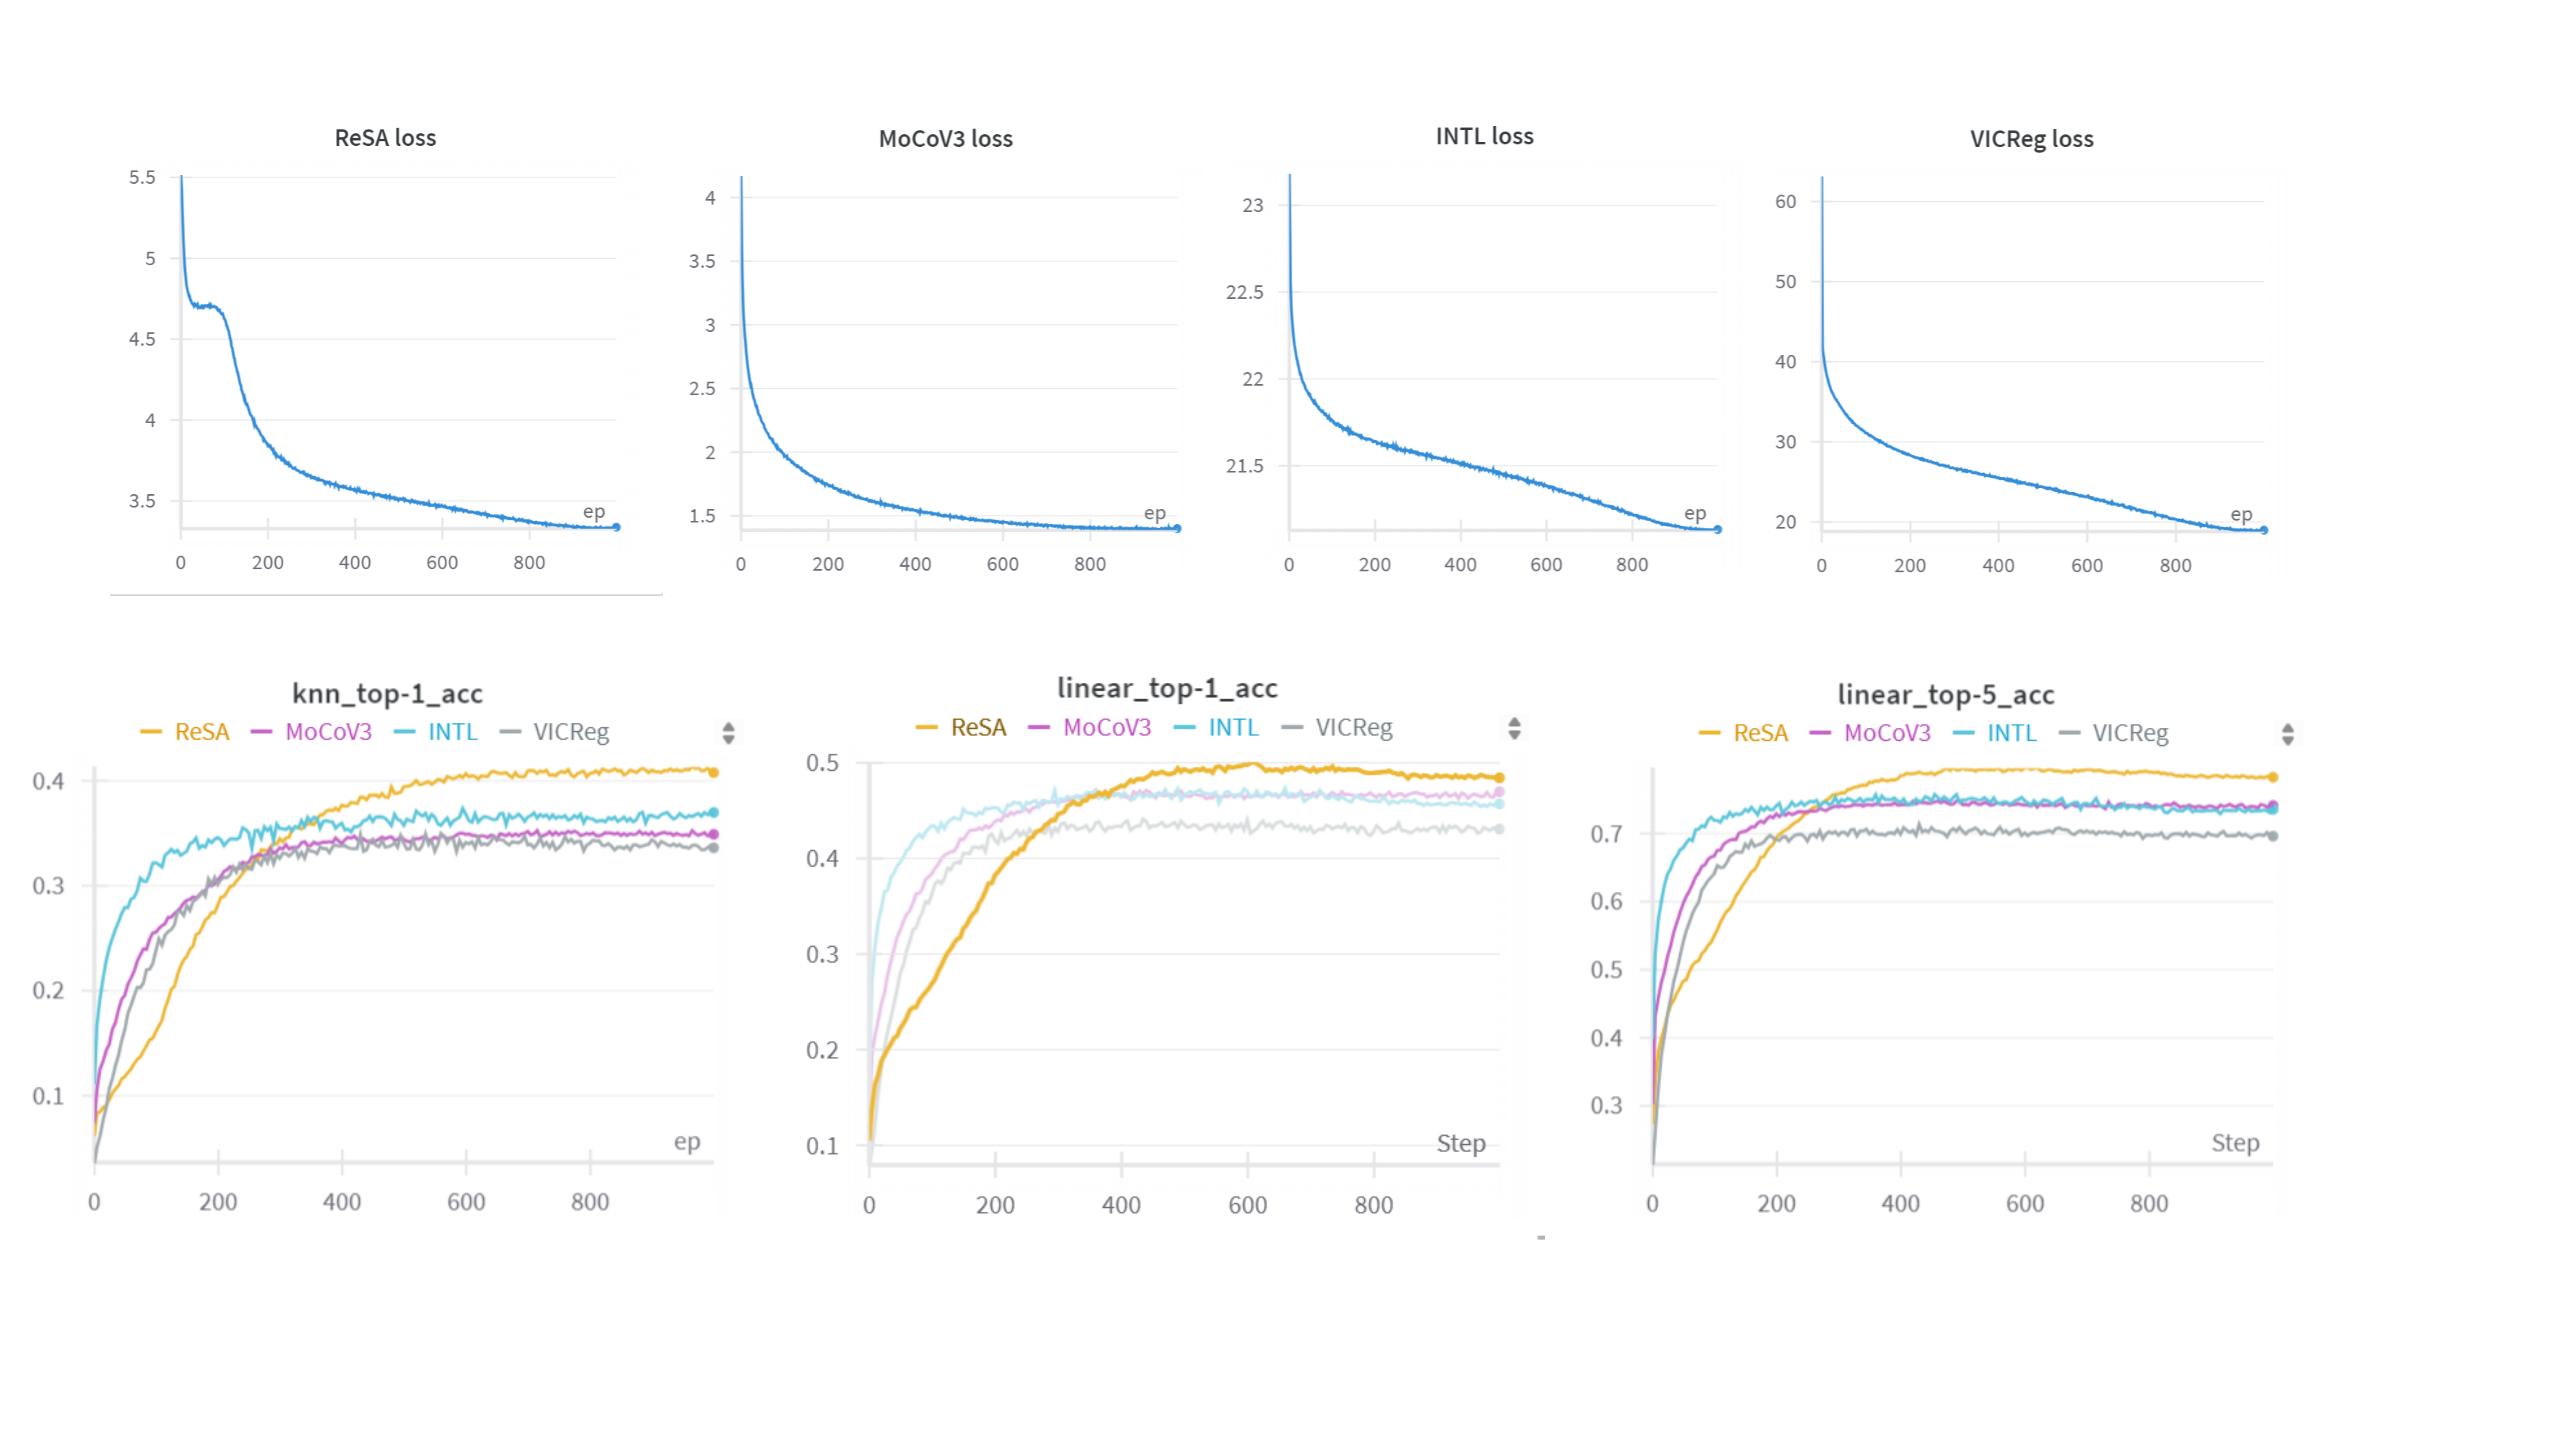 ReSA loss
5.5
5
4.5
4
3.5
ep
0 200 400 600 800
MoCoV3 loss
4
3.5
3
2.5
2
1.5
ep
0 200 400 600 800
INTL loss
23
22.5
22
21.5
ep
0 200 400 600 800
VICReg loss
60
50
40
30
20
ep
0 200 400 600 800
knn_top-1_acc
ReSA MoCoV3 INTL VICReg
0.4
0.3
0.2
0.1
ep
0 200 400 600 800
linear_top-1_acc
ReSA MoCoV3 INTL VICReg
0.5
0.4
0.3
0.2
0.1
Step
0 200 400 600 800
linear_top-5_acc
ReSA MoCoV3 INTL VICReg
0.7
0.6
0.5
0.4
0.3
Step
0 200 400 600 800